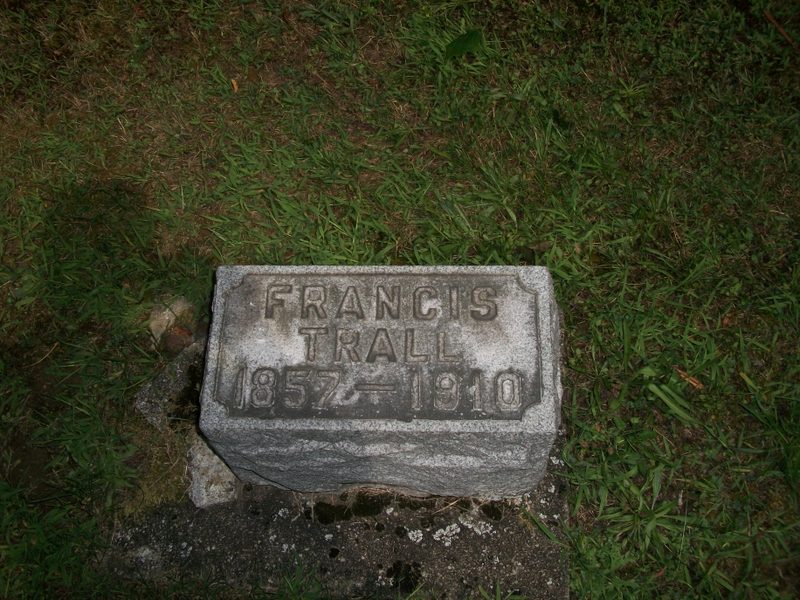 FRANCIS
TRALL
1857 — 1910